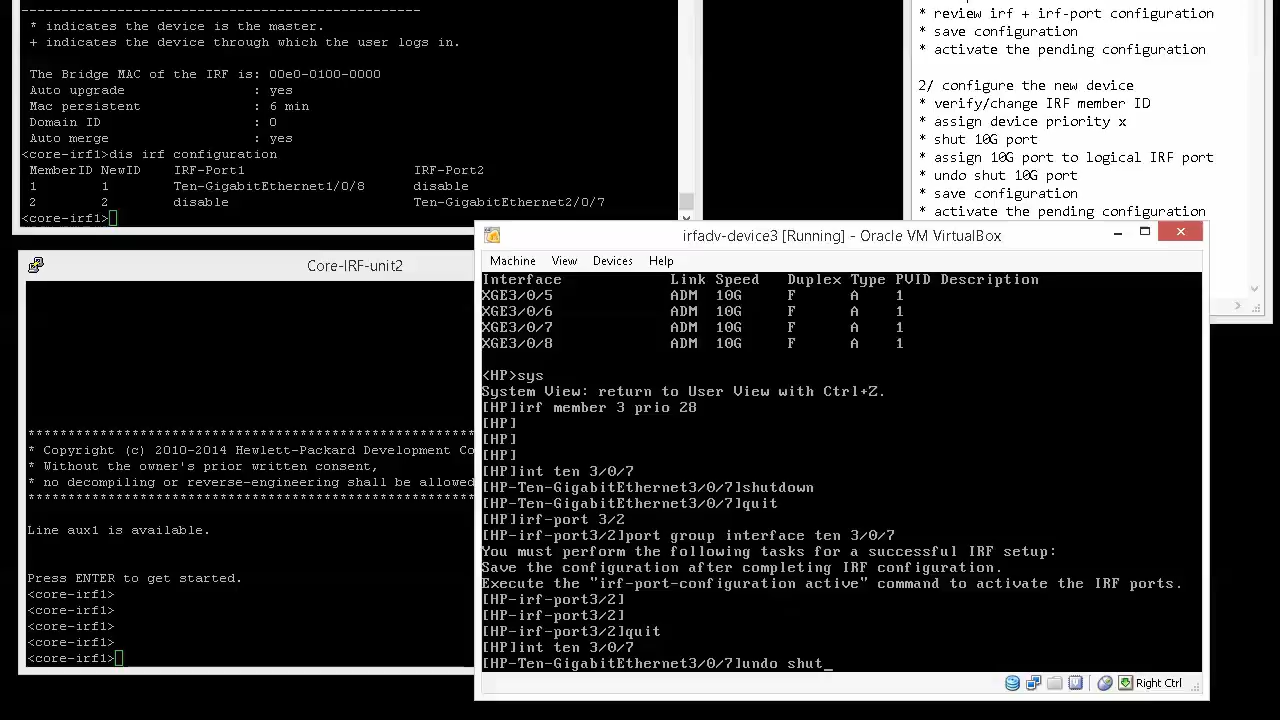 -----------------------------------------------------
* indicates the device is the master.
+ indicates the device through which the user logs in.
The Bridge MAC of the IRF is: 00e0-0100-0000
Auto upgrade : yes
Mac persistent : 6 min
Domain ID : 0
Auto merge : yes
<core-irf1>dis irf configuration
MemberID NewID IRF-Port1 IRF-Port2
1 1 Ten-GigabitEthernet1/0/8 disable
2 2 disable Ten-GigabitEthernet2/0/7
<core-irf1>
* review irf + irf-port configuration
* save configuration
* activate the pending configuration
2/ configure the new device
* verify/change IRF member ID
* assign device priority x
* shut 10G port
* assign 10G port to logical IRF port
* undo shut 10G port
* save configuration
* activate the pending configuration
Core-IRF-unit2
******************************************************
* Copyright (c) 2010-2014 Hewlett-Packard Development Co
* Without the owner's prior written consent,
* no decompiling or reverse-engineering shall be allowed
******************************************************
Line aux1 is available.
Press ENTER to get started.
<core-irf1>
<core-irf1>
<core-irf1>
<core-irf1>
<core-irf1>
irfadv-device3 [Running] - Oracle VM VirtualBox
Machine View Devices Help
Interface Link Speed Duplex Type PVID Description
XGE3/0/5 ADM 10G F A 1
XGE3/0/6 ADM 10G F A 1
XGE3/0/7 ADM 10G F A 1
XGE3/0/8 ADM 10G F A 1
<HP>sys
System View: return to User View with Ctrl+Z.
[HP]irf member 3 prio 28
[HP]
[HP]
[HP]
[HP]int ten 3/0/7
[HP-Ten-GigabitEthernet3/0/7]shutdown
[HP-Ten-GigabitEthernet3/0/7]quit
[HP]irf-port 3/2
[HP-irf-port3/2]port group interface ten 3/0/7
You must perform the following tasks for a successful IRF setup:
Save the configuration after completing IRF configuration.
Execute the "irf-port-configuration active" command to activate the IRF ports.
[HP-irf-port3/2]
[HP-irf-port3/2]
[HP-irf-port3/2]quit
[HP]int ten 3/0/7
[HP-Ten-GigabitEthernet3/0/7]undo shut_
Right Ctrl